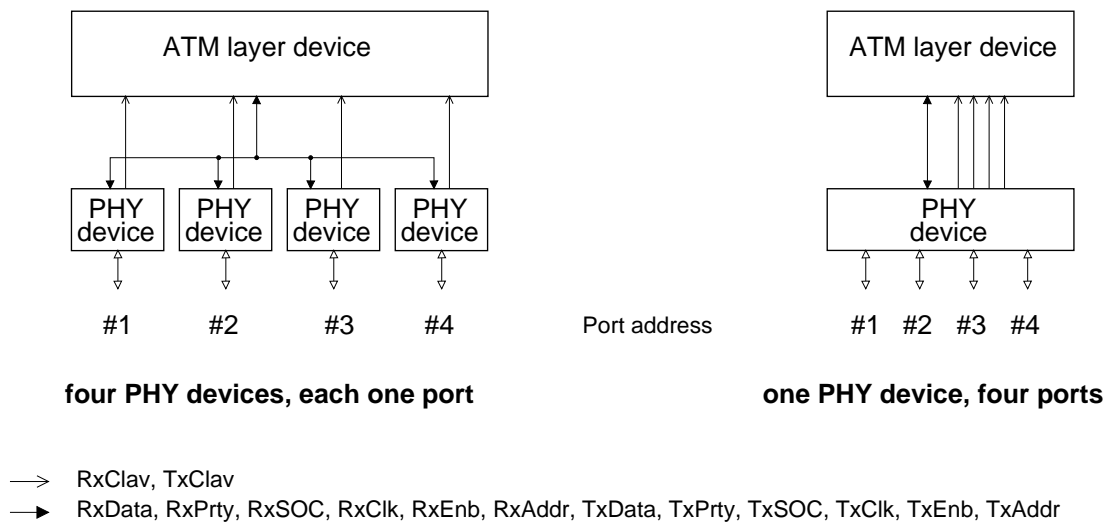 ATM layer device
ATM layer device
PHY device
PHY device
PHY device
PHY device
PHY device
#1 #2 #3 #4 Port address #1 #2 #3 #4
four PHY devices, each one port
one PHY device, four ports
RxClav, TxClav
RxData, RxPrty, RxSOC, RxClk, RxEnb, RxAddr, TxData, TxPrty, TxSOC, TxClk, TxEnb, TxAddr